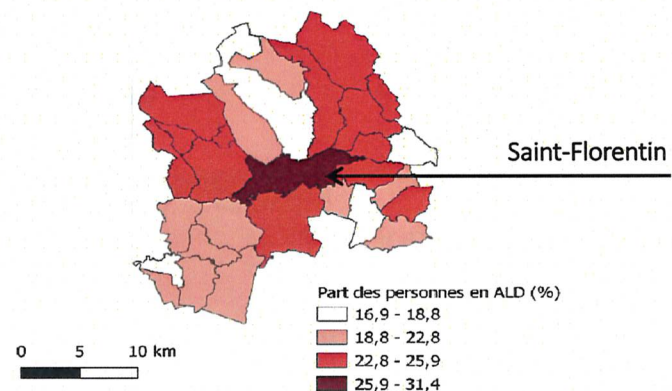 Saint-Florentin
Part des personnes en ALD (%)
16,9 - 18,8
18,8 - 22,8
22,8 - 25,9
25,9 - 31,4
0 5 10 km